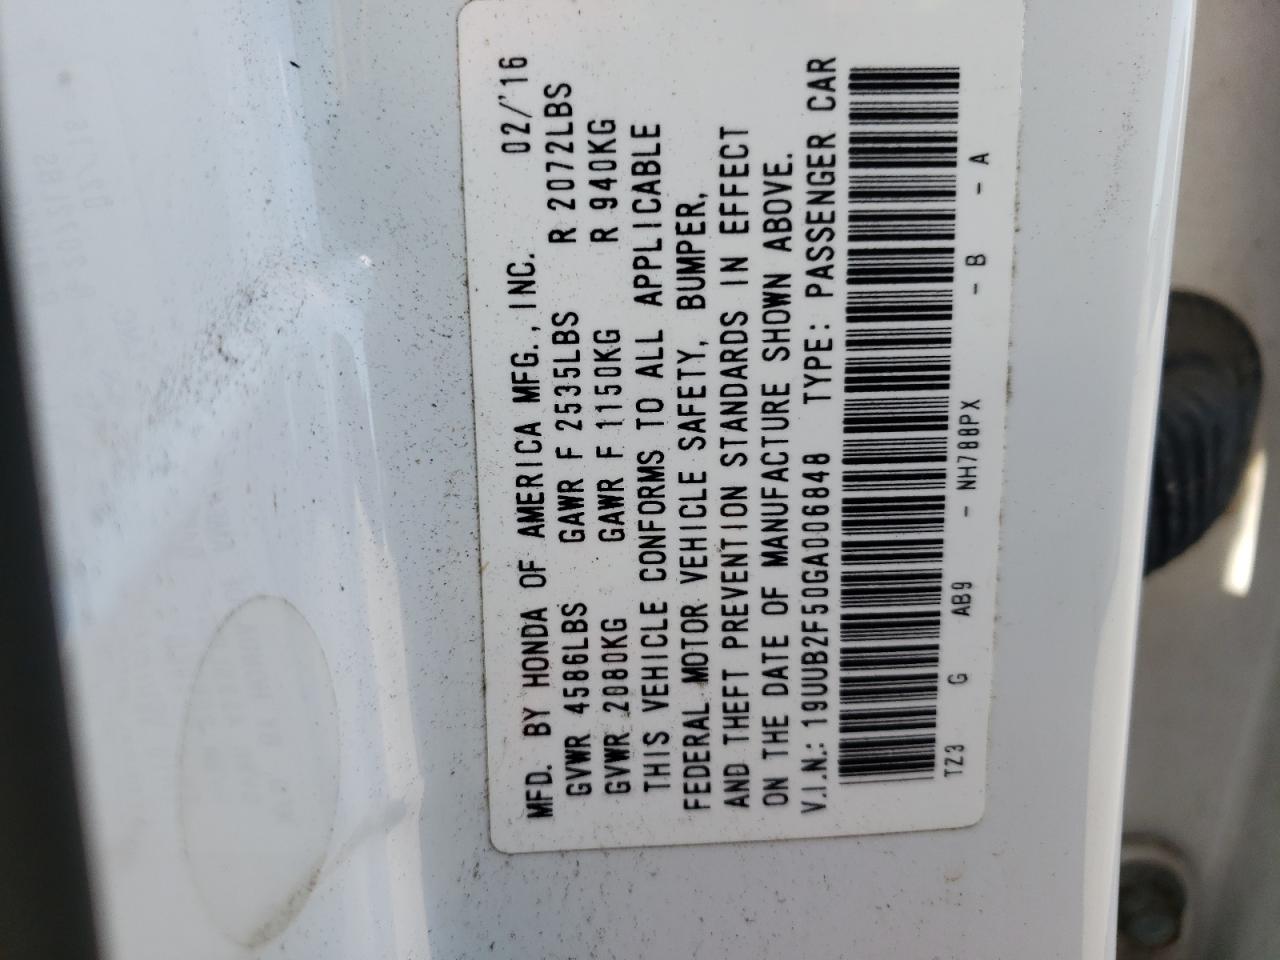 MFD. BY HONDA OF AMERICA MFG., INC. 02/'16
GVWR 4586LBS GAWR F 2535LBS R 2072LBS
GVWR 2080KG GAWR F 1150KG R 940KG
THIS VEHICLE CONFORMS TO ALL APPLICABLE
FEDERAL MOTOR VEHICLE SAFETY, BUMPER,
AND THEFT PREVENTION STANDARDS IN EFFECT
ON THE DATE OF MANUFACTURE SHOWN ABOVE.
V.I.N.: 19UUB2F50GA006848 TYPE: PASSENGER CAR
TZ3 G AB9 - NH788PX - B - A